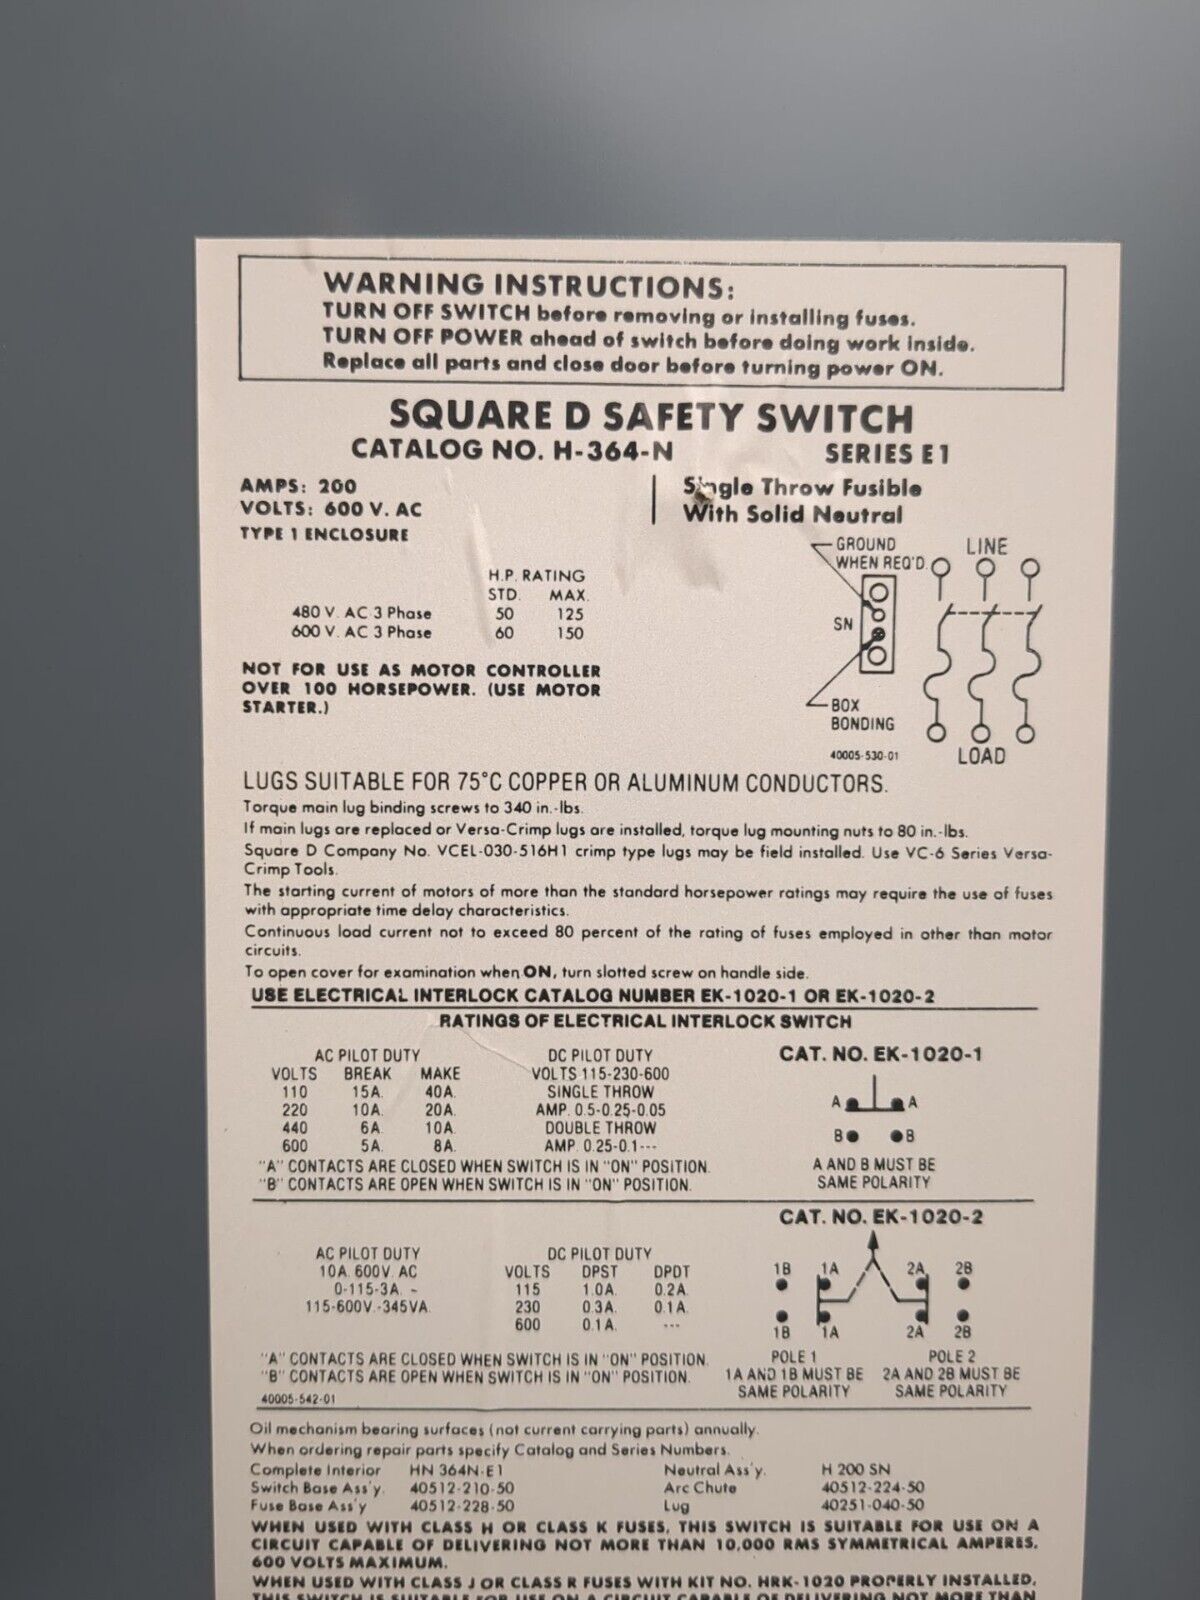 WARNING INSTRUCTIONS:
TURN OFF SWITCH before removing or installing fuses.
TURN OFF POWER ahead of switch before doing work inside.
Replace all parts and close door before turning power ON.
SQUARE D SAFETY SWITCH
CATALOG NO. H-364-N SERIES E1
AMPS: 200
VOLTS: 600 V. AC
TYPE 1 ENCLOSURE
Single Throw Fusible
With Solid Neutral
H.P. RATING
STD. MAX.
480 V. AC 3 Phase 50 125
600 V. AC 3 Phase 60 150
NOT FOR USE AS MOTOR CONTROLLER
OVER 100 HORSEPOWER. (USE MOTOR
STARTER.)
GROUND
WHEN REQ'D.
LINE
SN
BOX
BONDING
40005-530-01
LOAD
LUGS SUITABLE FOR 75°C COPPER OR ALUMINUM CONDUCTORS.
Torque main lug binding screws to 340 in.-lbs.
If main lugs are replaced or Versa-Crimp lugs are installed, torque lug mounting nuts to 80 in.-lbs.
Square D Company No. VCEL-030-516H1 crimp type lugs may be field installed. Use VC-6 Series Versa-
Crimp Tools.
The starting current of motors of more than the standard horsepower ratings may require the use of fuses
with appropriate time delay characteristics.
Continuous load current not to exceed 80 percent of the rating of fuses employed in other than motor
circuits.
To open cover for examination when ON, turn slotted screw on handle side.
USE ELECTRICAL INTERLOCK CATALOG NUMBER EK-1020-1 OR EK-1020-2
RATINGS OF ELECTRICAL INTERLOCK SWITCH
AC PILOT DUTY
VOLTS BREAK MAKE
110 15A. 40A.
220 10A. 20A.
440 6A. 10A.
600 5A. 8A.
DC PILOT DUTY
VOLTS 115-230-600
SINGLE THROW
AMP. 0.5-0.25-0.05
DOUBLE THROW
AMP. 0.25-0.1---
CAT. NO. EK-1020-1
A A
B B
A AND B MUST BE
SAME POLARITY
"A" CONTACTS ARE CLOSED WHEN SWITCH IS IN "ON" POSITION.
"B" CONTACTS ARE OPEN WHEN SWITCH IS IN "ON" POSITION.
CAT. NO. EK-1020-2
AC PILOT DUTY
10A. 600V. AC
0-115-3A. -
115-600V.-345VA.
DC PILOT DUTY
VOLTS DPST DPDT
115 1.0A. 0.2A.
230 0.3A. 0.1A.
600 0.1A. ---
1B 1A 2A 2B
1B 1A 2A 2B
POLE 1 POLE 2
1A AND 1B MUST BE 2A AND 2B MUST BE
SAME POLARITY SAME POLARITY
"A" CONTACTS ARE CLOSED WHEN SWITCH IS IN "ON" POSITION.
"B" CONTACTS ARE OPEN WHEN SWITCH IS IN "ON" POSITION.
40005-542-01
Oil mechanism bearing surfaces (not current carrying parts) annually.
When ordering repair parts specify Catalog and Series Numbers.
Complete Interior HN 364N-E1 Neutral Ass'y. H 200 SN
Switch Base Ass'y. 40512-210-50 Arc Chute 40512-224-50
Fuse Base Ass'y 40512-228-50 Lug 40251-040-50
WHEN USED WITH CLASS H OR CLASS K FUSES, THIS SWITCH IS SUITABLE FOR USE ON A
CIRCUIT CAPABLE OF DELIVERING NOT MORE THAN 10,000 RMS SYMMETRICAL AMPERES,
600 VOLTS MAXIMUM.
WHEN USED WITH CLASS J OR CLASS R FUSES WITH KIT NO. HRK-1020 PROPERLY INSTALLED,
THIS SWITCH IS SUITABLE FOR USE ON A CIRCUIT CAPABLE OF DELIVERING NOT MORE THAN